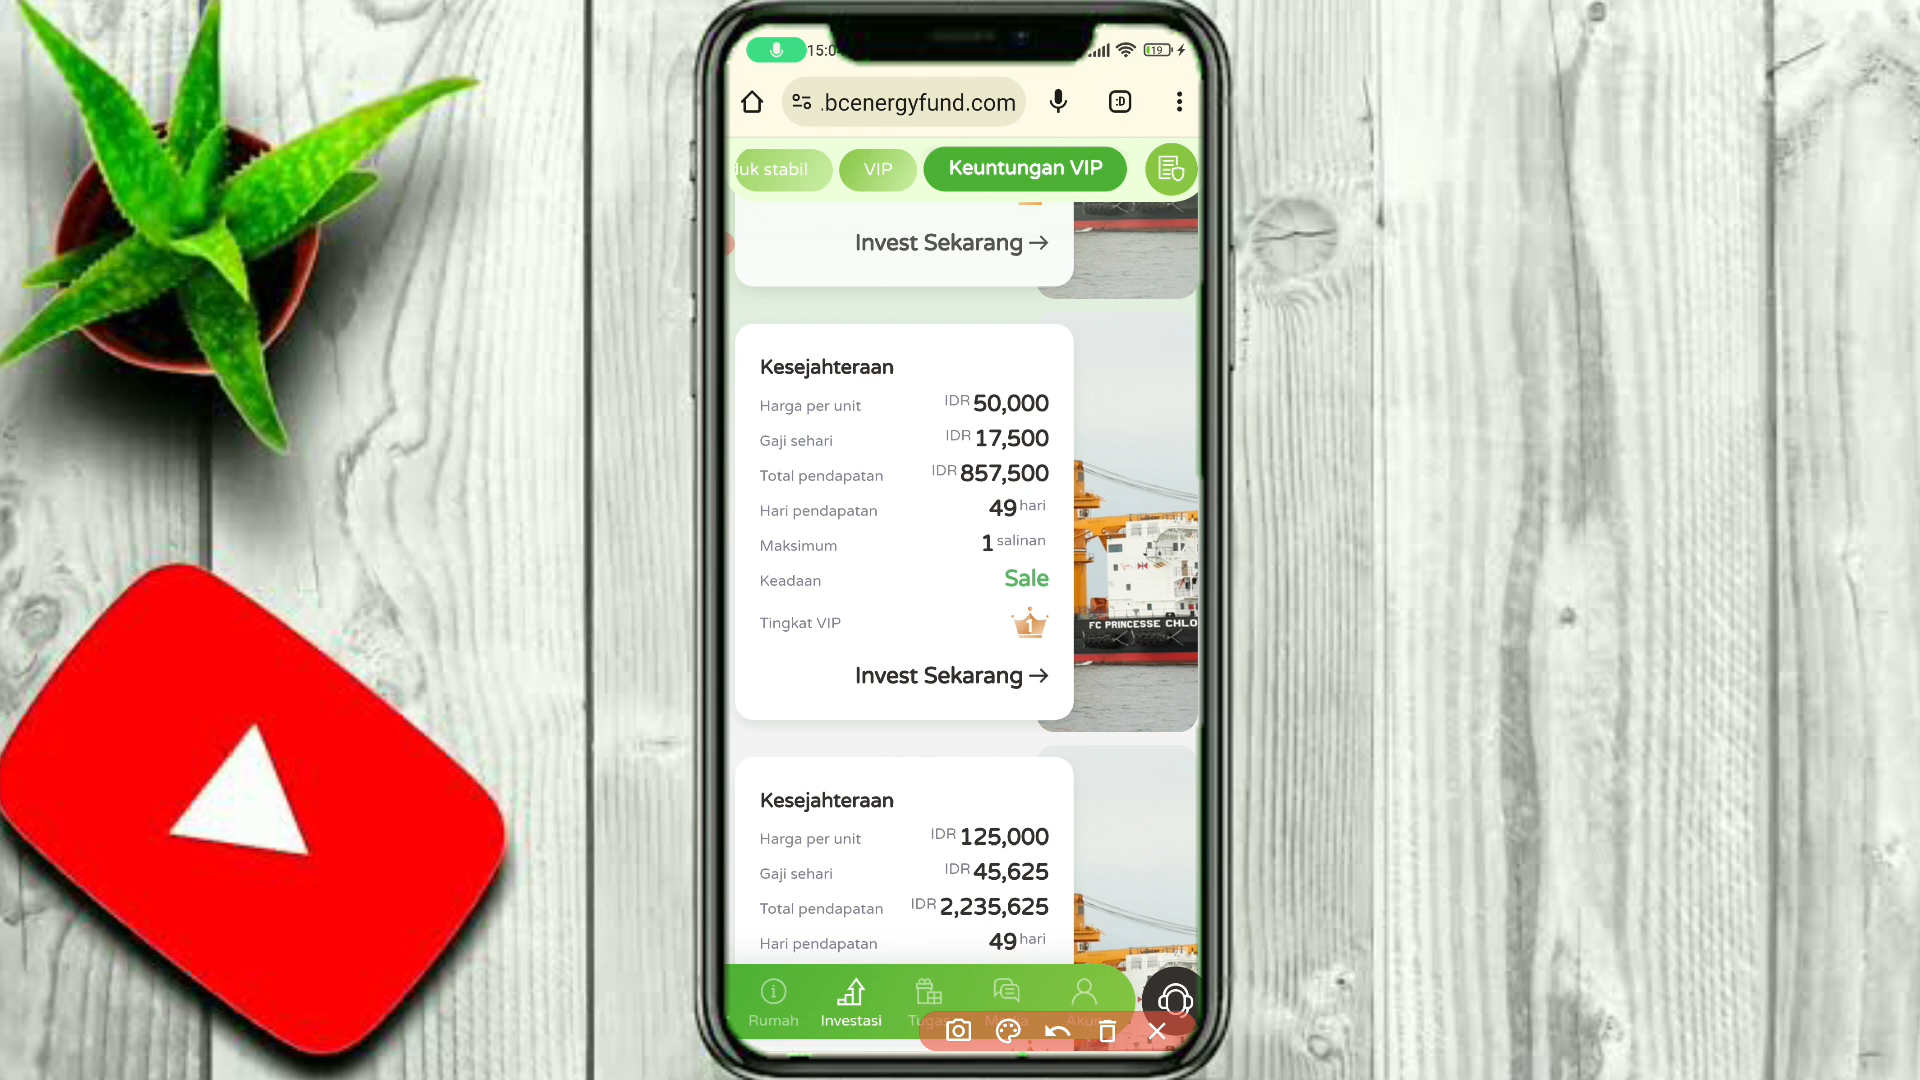 15:0
19
.bcenergyfund.com
:D
duk stabil
VIP
Keuntungan VIP
Invest Sekarang →
Kesejahteraan
Harga per unit IDR 50,000
Gaji sehari IDR 17,500
Total pendapatan IDR 857,500
Hari pendapatan 49 hari
Maksimum 1 salinan
Keadaan Sale
Tingkat VIP 1
Invest Sekarang →
FC PRINCESSE CHLO
Kesejahteraan
Harga per unit IDR 125,000
Gaji sehari IDR 45,625
Total pendapatan IDR 2,235,625
Hari pendapatan 49 hari
Rumah
Investasi